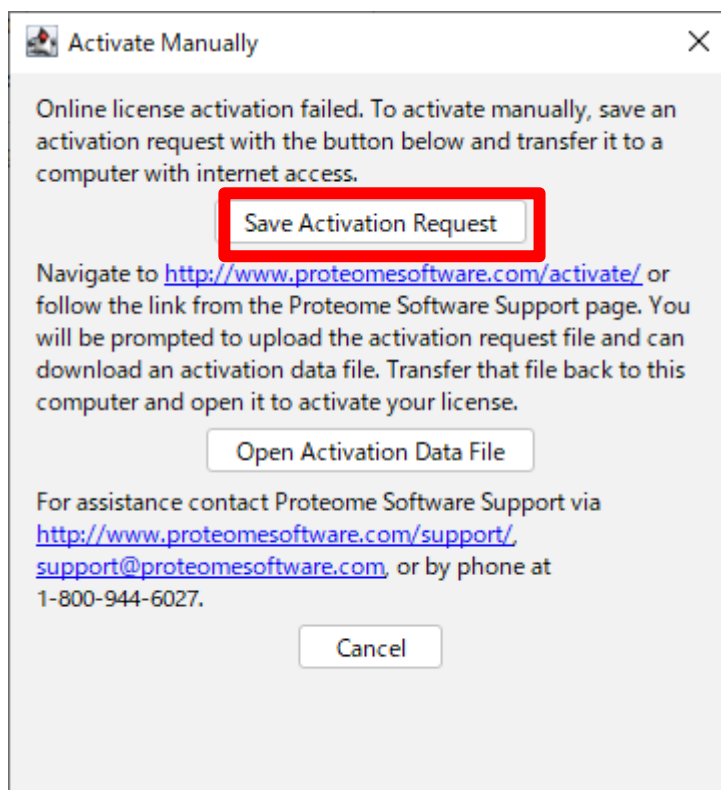 Activate Manually
Online license activation failed. To activate manually, save an
activation request with the button below and transfer it to a
computer with internet access.
Save Activation Request
Navigate to http://www.proteomesoftware.com/activate/ or
follow the link from the Proteome Software Support page. You
will be prompted to upload the activation request file and can
download an activation data file. Transfer that file back to this
computer and open it to activate your license.
Open Activation Data File
For assistance contact Proteome Software Support via
http://www.proteomesoftware.com/support/,
support@proteomesoftware.com, or by phone at
1-800-944-6027.
Cancel